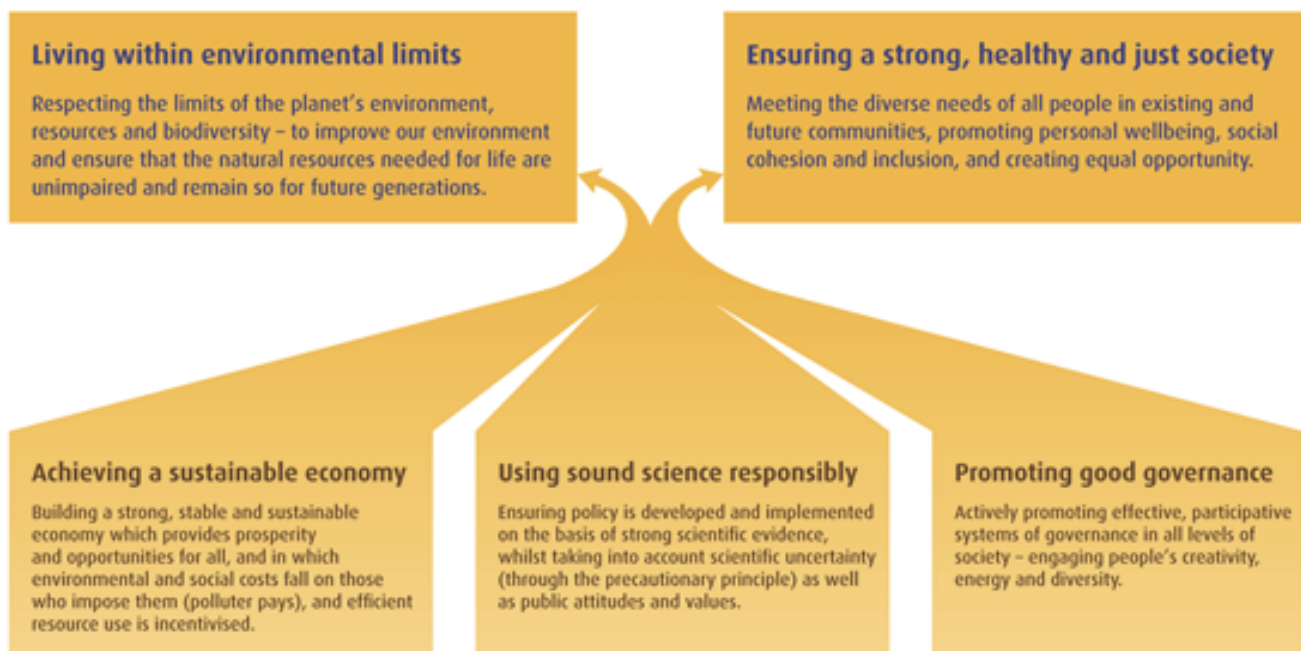 Living within environmental limits
Respecting the limits of the planet's environment,
resources and biodiversity – to improve our environment
and ensure that the natural resources needed for life are
unimpaired and remain so for future generations.
Ensuring a strong, healthy and just society
Meeting the diverse needs of all people in existing and
future communities, promoting personal wellbeing, social
cohesion and inclusion, and creating equal opportunity.
Achieving a sustainable economy
Building a strong, stable and sustainable
economy which provides prosperity
and opportunities for all, and in which
environmental and social costs fall on those
who impose them (polluter pays), and efficient
resource use is incentivised.
Using sound science responsibly
Ensuring policy is developed and implemented
on the basis of strong scientific evidence,
whilst taking into account scientific uncertainty
(through the precautionary principle) as well
as public attitudes and values.
Promoting good governance
Actively promoting effective, participative
systems of governance in all levels of
society – engaging people's creativity,
energy and diversity.